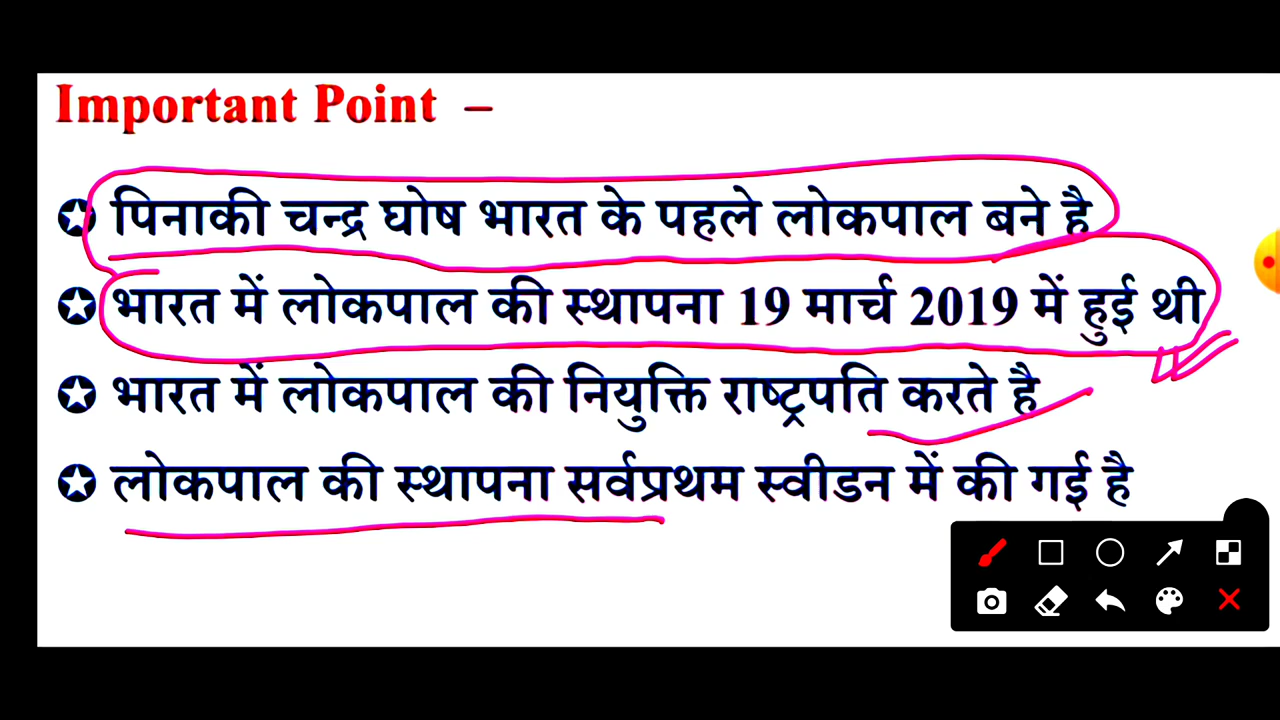 Important Point –
✪ पिनाकी चन्द्र घोष भारत के पहले लोकपाल बने है
✪ भारत में लोकपाल की स्थापना 19 मार्च 2019 में हुई थी
✪ भारत में लोकपाल की नियुक्ति राष्ट्रपति करते है
✪ लोकपाल की स्थापना सर्वप्रथम स्वीडन में की गई है